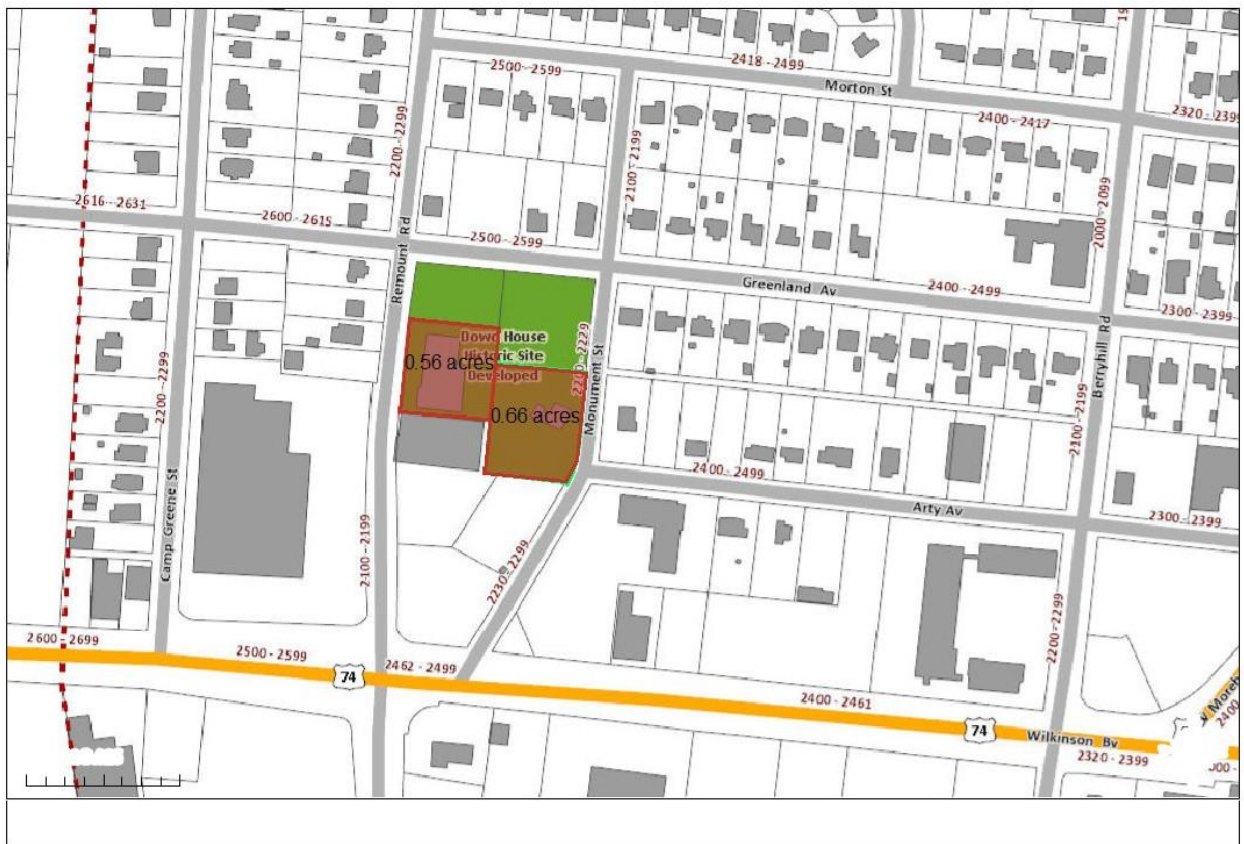 2418 - 2499
2500 - 2599
Morton St
2400 - 2417
2320 - 2399
2200 - 2299
2100 - 2199
2000 - 2099
2616 - 2631
2600 - 2615
2500 - 2599
Remount Rd
Greenland Av
2400 - 2499
2300 - 2399
Dowd House
Historic Site
Developed
0.56 acres
0.66 acres
2200 - 2229
Monument St
Berryhill Rd
2200 - 2299
2100 - 2199
2400 - 2499
Arty Av
2300 - 2399
Camp Greene St
2100 - 2199
2230 - 2299
2200 - 2299
2600 - 2699
2500 - 2599
74
2462 - 2499
2400 - 2461
74
Wilkinson Bv
2320 - 2399